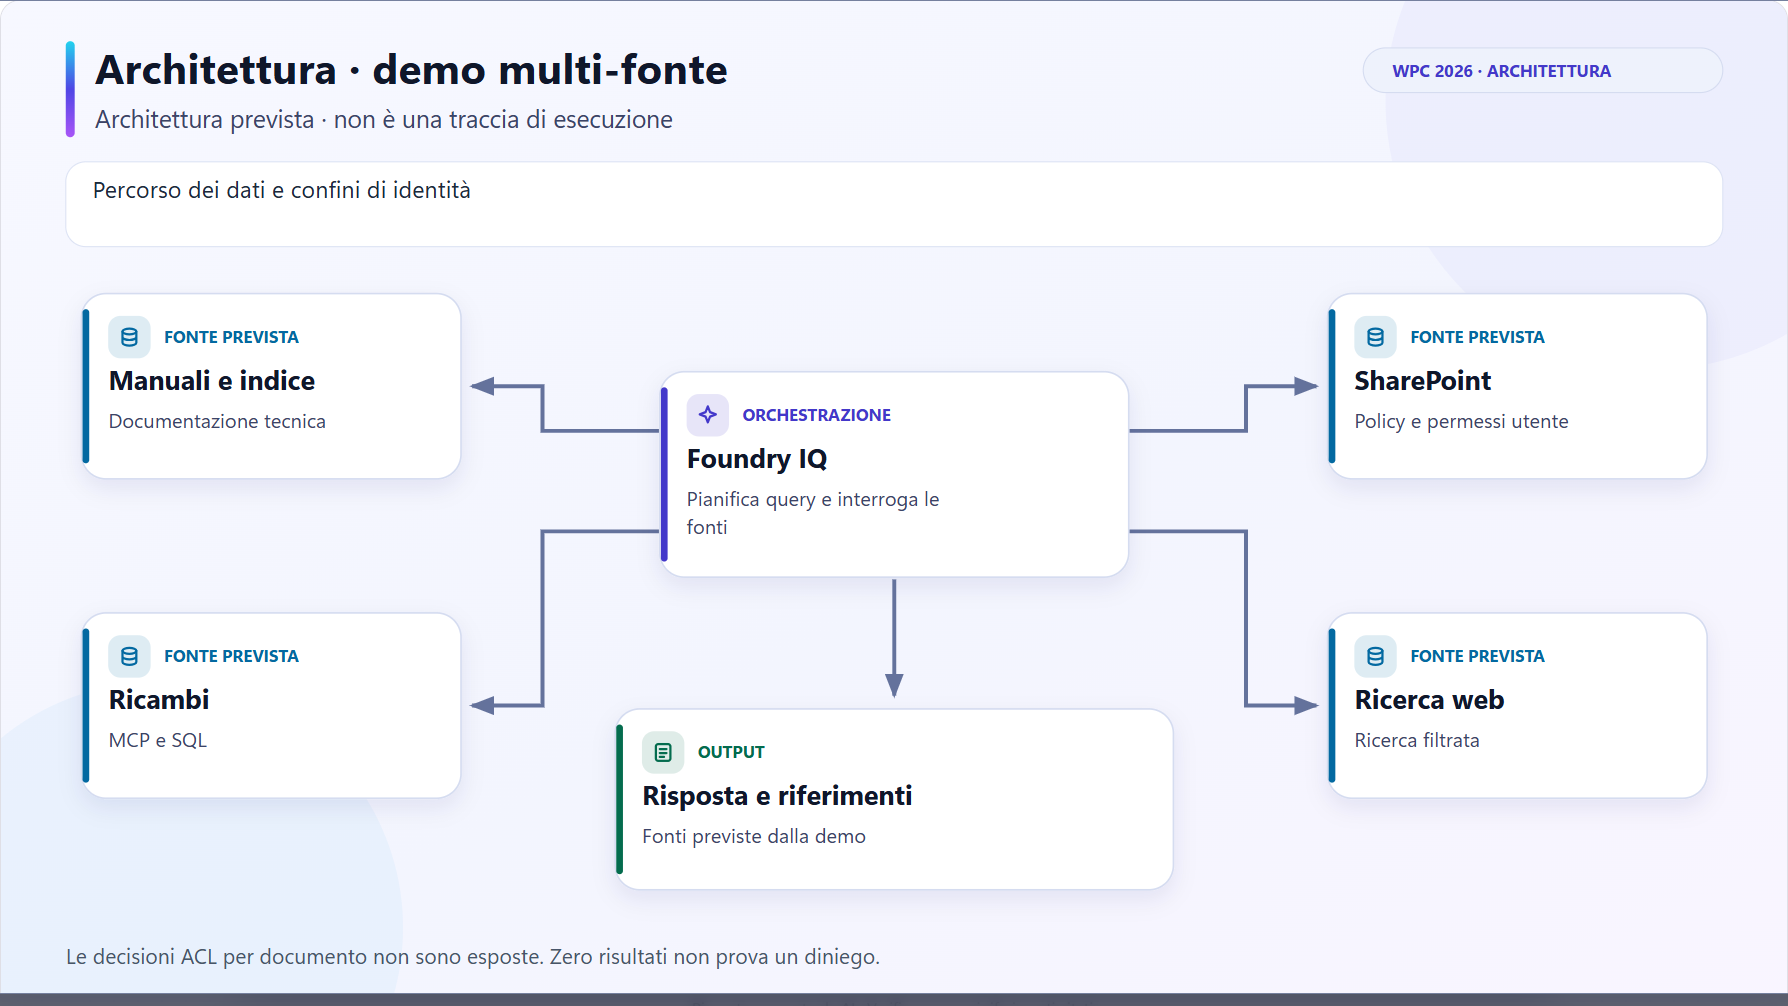 Architettura · demo multi-fonte
WPC 2026 · ARCHITETTURA
Architettura prevista · non è una traccia di esecuzione
Percorso dei dati e confini di identità
FONTE PREVISTA
Manuali e indice
Documentazione tecnica
FONTE PREVISTA
SharePoint
Policy e permessi utente
ORCHESTRAZIONE
Foundry IQ
Pianifica query e interroga le
fonti
FONTE PREVISTA
Ricambi
MCP e SQL
FONTE PREVISTA
Ricerca web
Ricerca filtrata
OUTPUT
Risposta e riferimenti
Fonti previste dalla demo
Le decisioni ACL per documento non sono esposte. Zero risultati non prova un diniego.